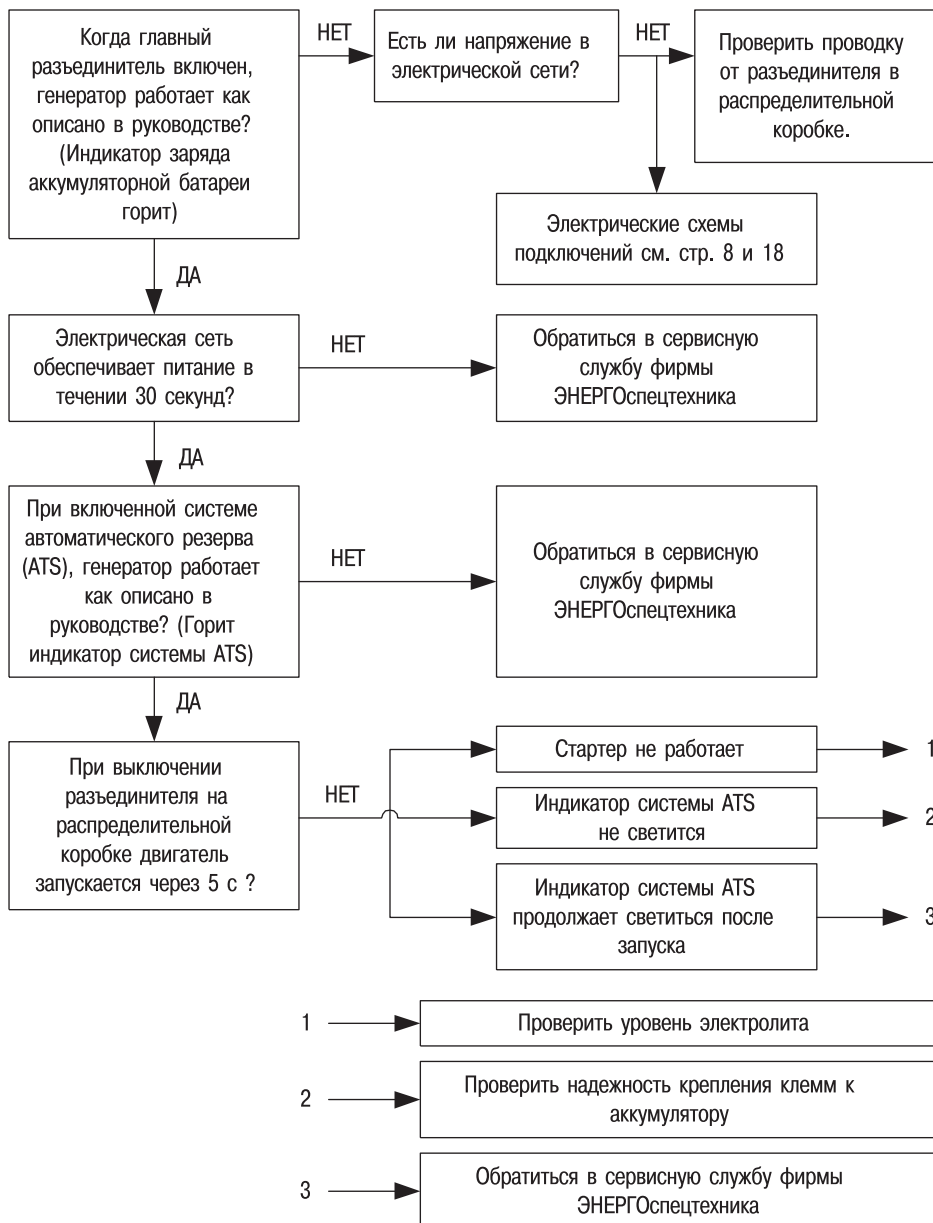 Когда главный
разъединитель включен,
генератор работает как
описано в руководстве?
(Индикатор заряда
аккумуляторной батареи
горит)
НЕТ
Есть ли напряжение в
электрической сети?
НЕТ
Проверить проводку
от разъединителя в
распределительной
коробке.
Электрические схемы
подключений см. стр. 8 и 18
ДА
Электрическая сеть
обеспечивает питание в
течении 30 секунд?
НЕТ
Обратиться в сервисную
службу фирмы
ЭНЕРГОспецтехника
ДА
При включенной системе
автоматического резерва
(ATS), генератор работает
как описано в
руководстве? (Горит
индикатор системы ATS)
НЕТ
Обратиться в сервисную
службу фирмы
ЭНЕРГОспецтехника
ДА
При выключении
разъединителя на
распределительной
коробке двигатель
запускается через 5 с ?
НЕТ
Стартер не работает
1
Индикатор системы ATS
не светится
2
Индикатор системы ATS
продолжает светиться после
запуска
3
1
Проверить уровень электролита
2
Проверить надежность крепления клемм к
аккумулятору
3
Обратиться в сервисную службу фирмы
ЭНЕРГОспецтехника